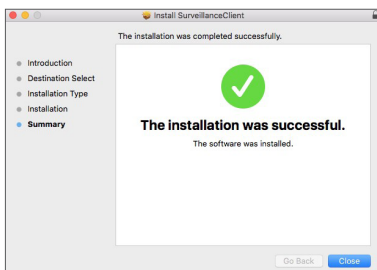 Install SurveillanceClient
The installation was completed successfully.
Introduction
Destination Select
Installation Type
Installation
Summary
The installation was successful.
The software was installed.
Go Back
Close